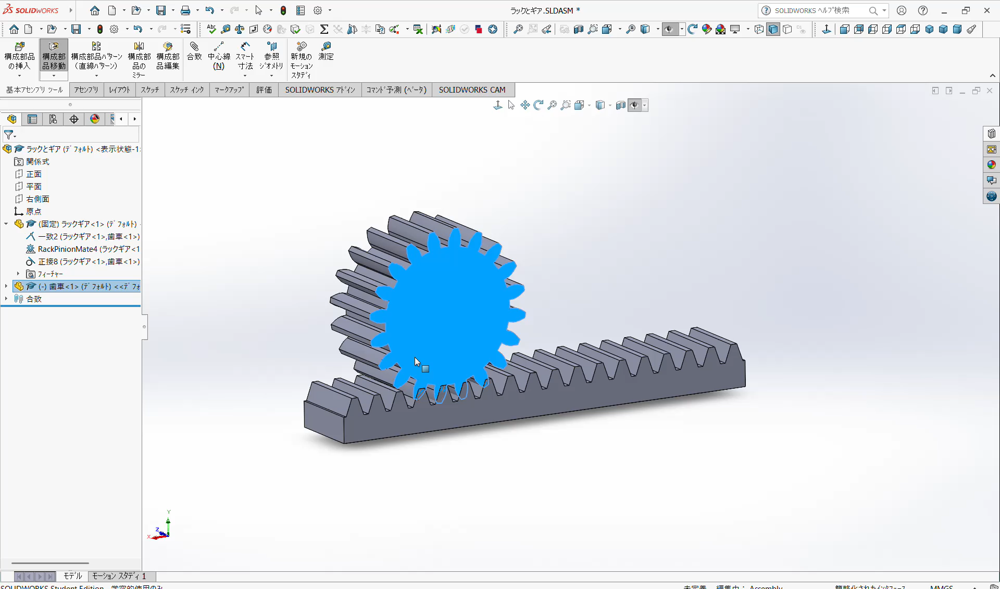 SOLIDWORKS
ラックとギア.SLDASM *
SOLIDWORKS ヘルプ検索
構成部品の挿入
構成部品移動
構成部品パターン(直線パターン)
構成部品のミラー
構成部品編集
合致
中心線(N)
スマート寸法
参照ジオメトリ
新規のモーションスタディ
測定
基本アセンブリ ツール
アセンブリ
レイアウト
スケッチ
スケッチ インク
マークアップ
評価
SOLIDWORKS アドイン
コマンド予測 (ベータ)
SOLIDWORKS CAM
ラックとギア (デフォルト) <表示状態-1
関係式
正面
平面
右側面
原点
(固定) ラックギア<1> (デフォルト)
一致2 (ラックギア<1>,歯車<1>)
RackPinionMate4 (ラックギア<1
正接8 (ラックギア<1>,歯車<1>)
フィーチャー
(-) 歯車<1> (デフォルト) <<デフォ
合致
Y
Z
X
モデル
モーション スタディ 1
SOLIDWORKS Student Edition - 学究的使用のみ
未定義
編集中： Assembly
簡略化されたインタフェース
MMGS